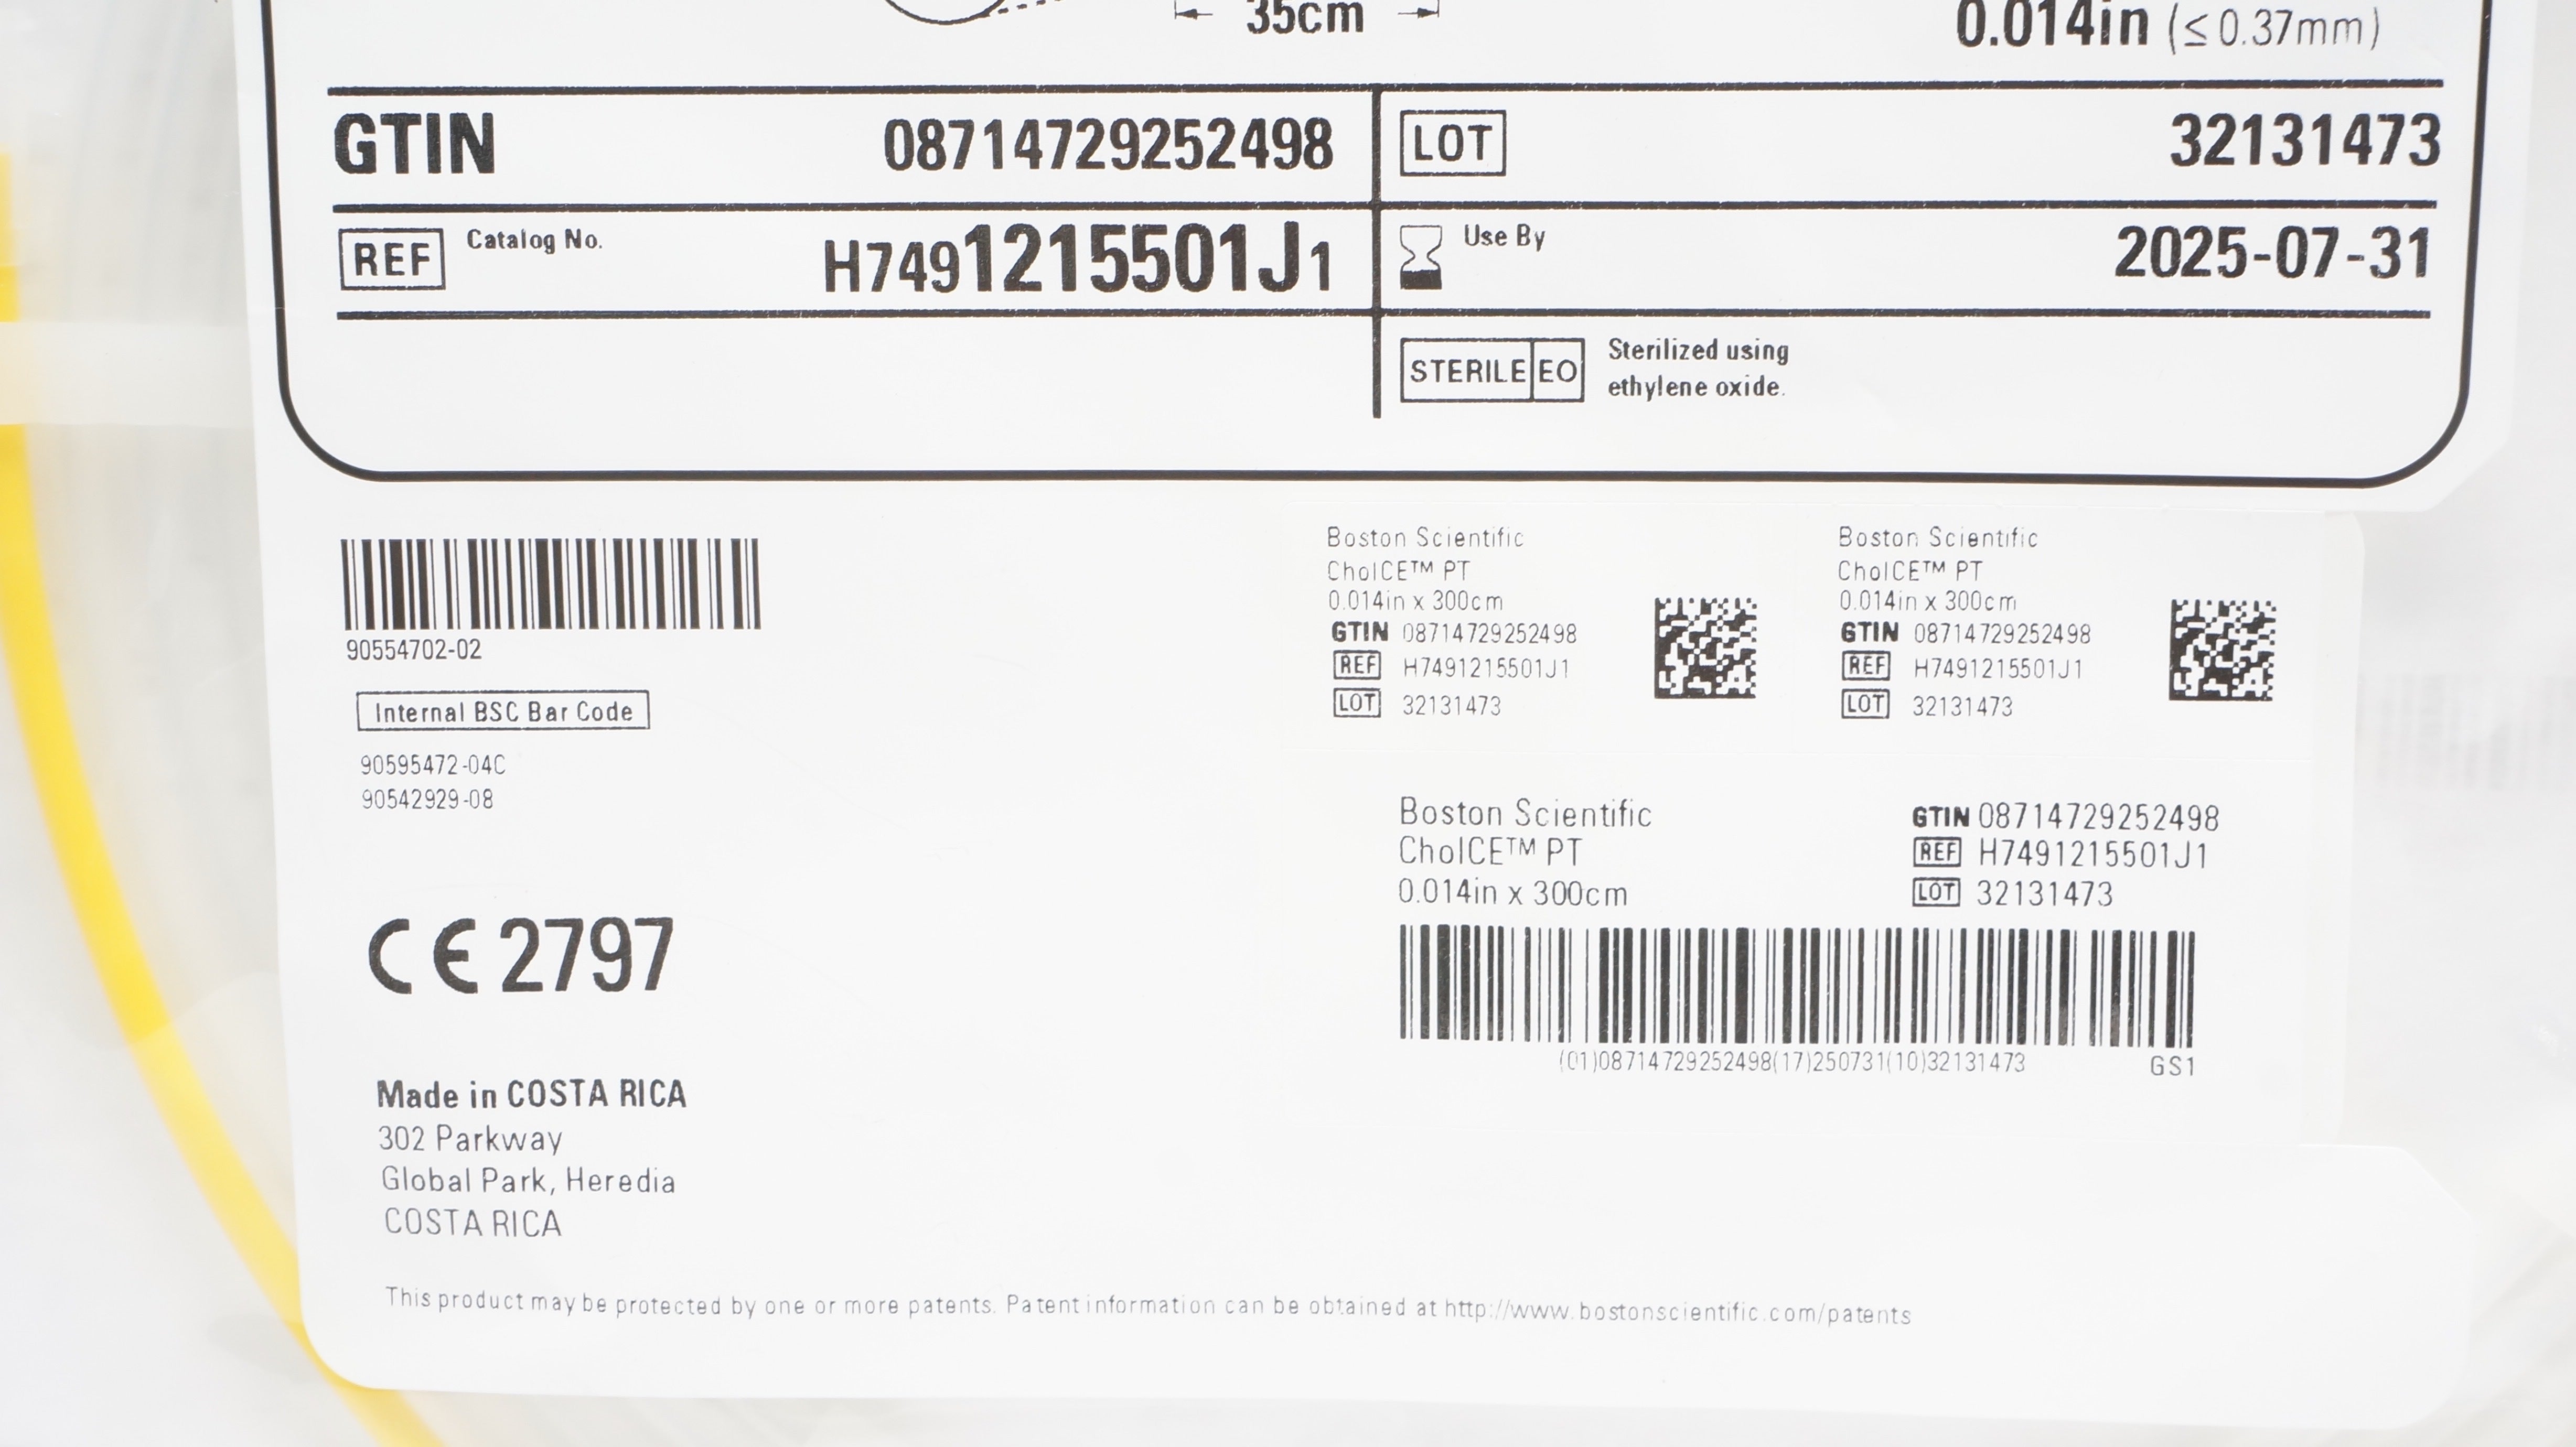 35cm
0.014in (≤ 0.37mm)
GTIN 08714729252498
LOT 32131473
REF Catalog No. H7491215501J1
Use By 2025-07-31
STERILE EO Sterilized using
ethylene oxide.
90554702-02
Internal BSC Bar Code
90595472-04C
90542929-08
CE 2797
Made in COSTA RICA
302 Parkway
Global Park, Heredia
COSTA RICA
Boston Scientific
ChoICE™ PT
0.014in x 300cm
GTIN 08714729252498
REF H7491215501J1
LOT 32131473
Boston Scientific
ChoICE™ PT
0.014in x 300cm
GTIN 08714729252498
REF H7491215501J1
LOT 32131473
Boston Scientific
ChoICE™ PT
0.014in x 300cm
GTIN 08714729252498
REF H7491215501J1
LOT 32131473
(01)08714729252498(17)250731(10)32131473
GS1
This product may be protected by one or more patents. Patent information can be obtained at http://www.bostonscientific.com/patents